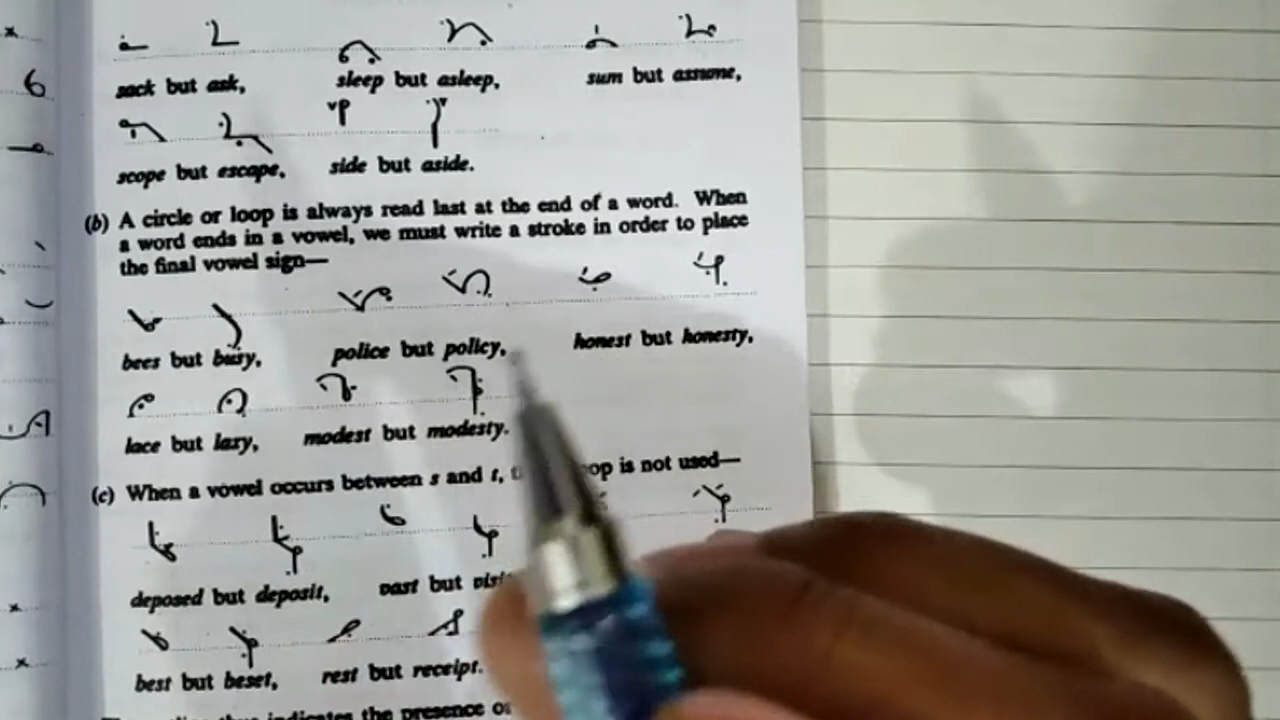 sack but ask, sleep but asleep, sum but assume,
scope but escape, side but aside.
(b) A circle or loop is always read last at the end of a word. When
a word ends in a vowel, we must write a stroke in order to place
the final vowel sign—
bees but busy, police but policy, honest but honesty,
lace but lazy, modest but modesty.
(c) When a vowel occurs between s and t, loop is not used—
deposed but deposit, vast but
best but beset, rest but receipt.
indicates the presence